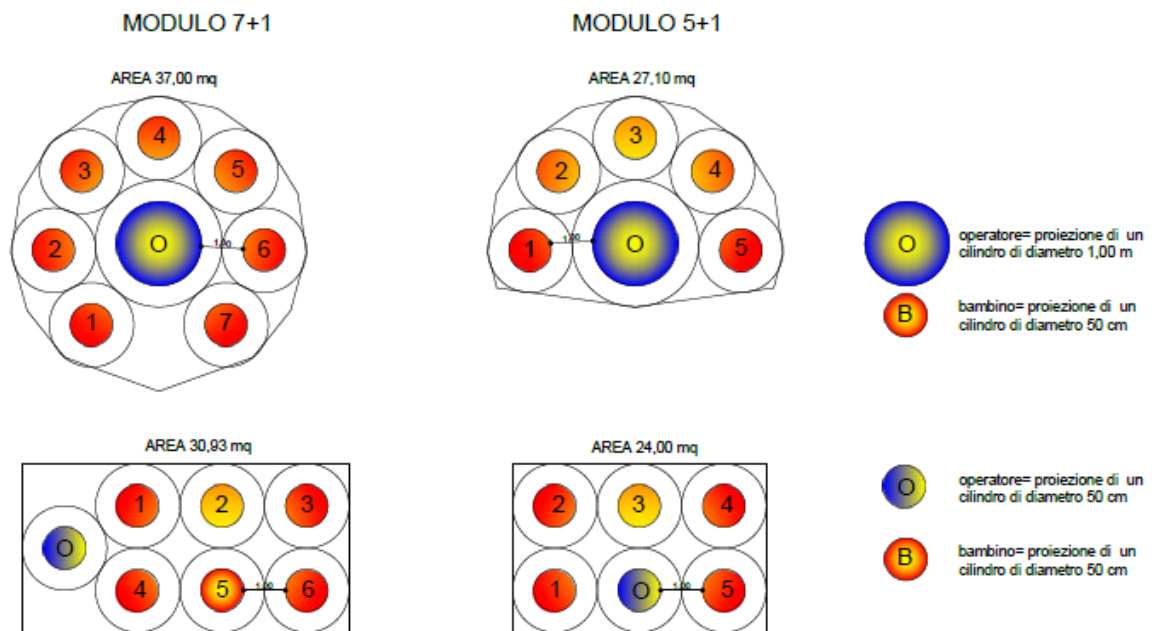 MODULO 7+1
MODULO 5+1
AREA 37,00 mq
AREA 27,10 mq
4
3
5
2
O
1,00
6
1
7
3
2
4
1
1,00
O
5
O
operatore= proiezione di un
cilindro di diametro 1,00 m
B
bambino= proiezione di un
cilindro di diametro 50 cm
AREA 30,93 mq
AREA 24,00 mq
1
2
3
O
4
5
1,00
6
2
3
4
1
O
1,00
5
O
operatore= proiezione di un
cilindro di diametro 50 cm
B
bambino= proiezione di un
cilindro di diametro 50 cm